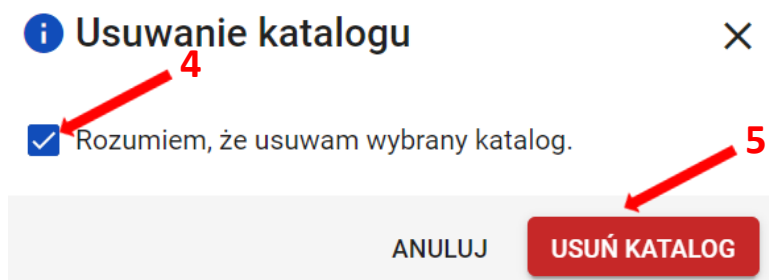 Usuwanie katalogu
4
Rozumiem, że usuwam wybrany katalog.
5
ANULUJ USUŃ KATALOG